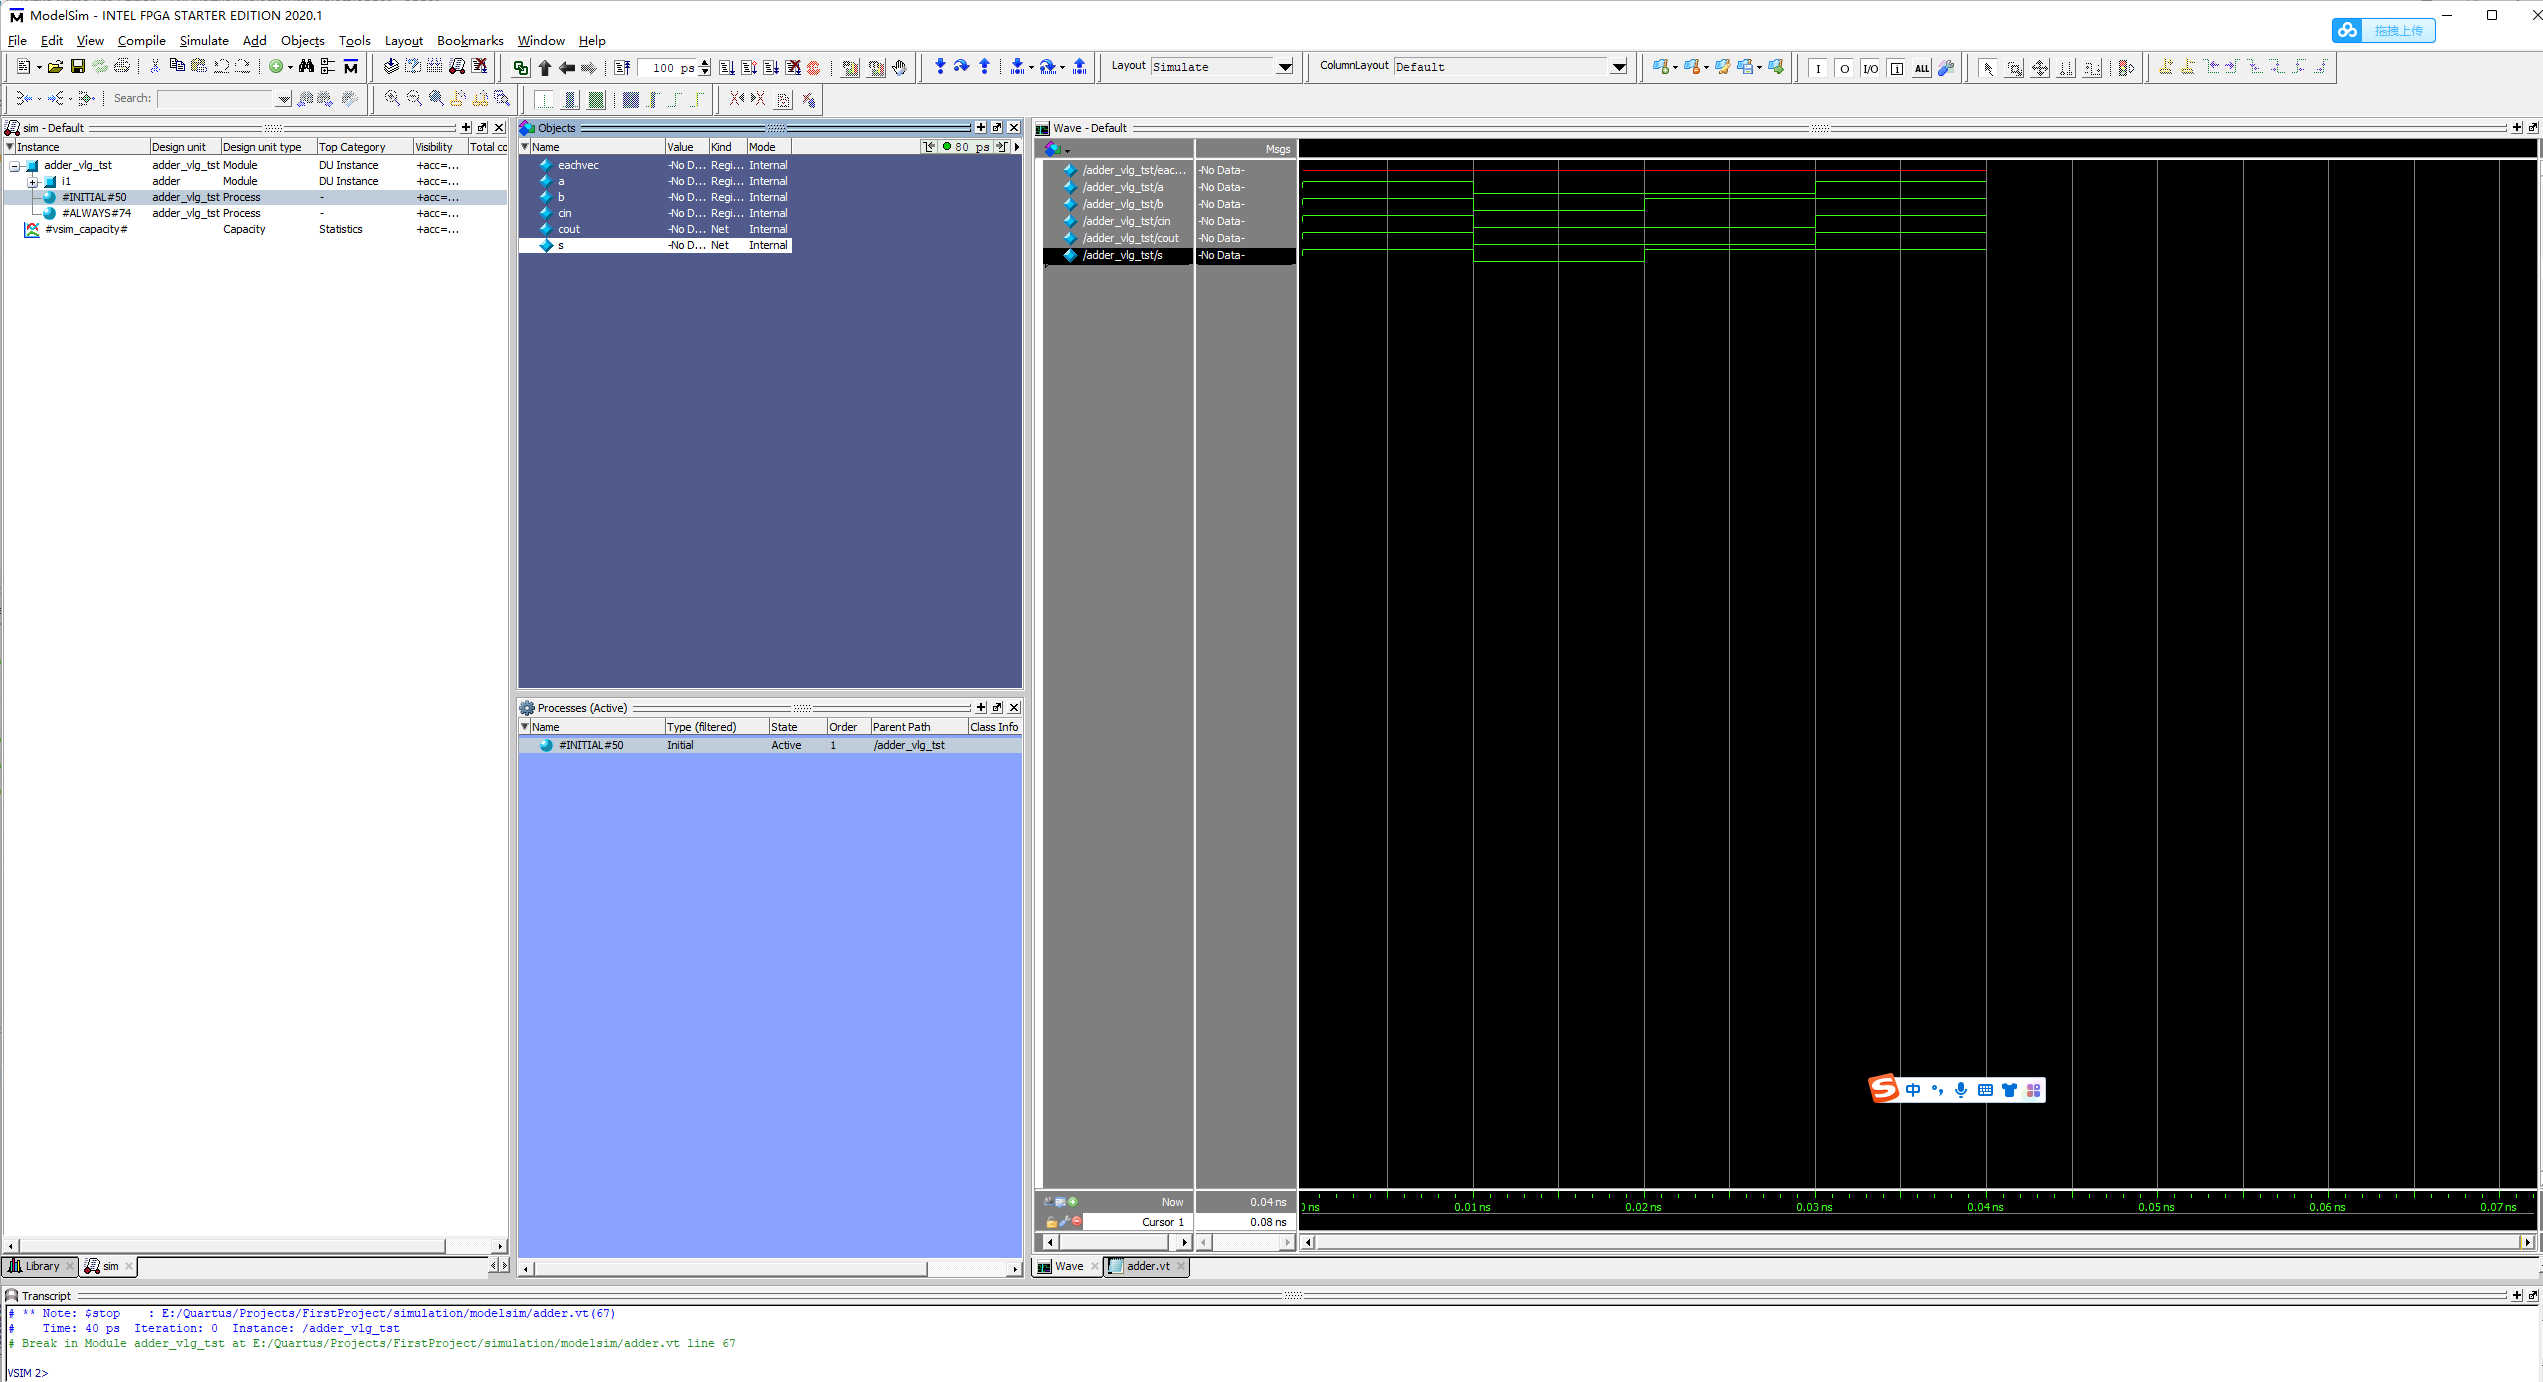 ModelSim - INTEL FPGA STARTER EDITION 2020.1
拖拽上传
File Edit View Compile Simulate Add Objects Tools Layout Bookmarks Window Help
100 ps
Layout Simulate
ColumnLayout Default
I O I/O ALL
Search:
sim - Default
Instance Design unit Design unit type Top Category Visibility Total co
adder_vlg_tst adder_vlg_tst Module DU Instance +acc=...
i1 adder Module DU Instance +acc=...
#INITIAL#50 adder_vlg_tst Process - +acc=...
#ALWAYS#74 adder_vlg_tst Process - +acc=...
#vsim_capacity# Capacity Statistics +acc=...
Library sim
Objects
Name Value Kind Mode 80 ps
eachvec -No D... Regi... Internal
a -No D... Regi... Internal
b -No D... Regi... Internal
cin -No D... Regi... Internal
cout -No D... Net Internal
s -No D... Net Internal
Processes (Active)
Name Type (filtered) State Order Parent Path Class Info
#INITIAL#50 Initial Active 1 /adder_vlg_tst
Wave - Default
Msgs
/adder_vlg_tst/eac... -No Data-
/adder_vlg_tst/a -No Data-
/adder_vlg_tst/b -No Data-
/adder_vlg_tst/cin -No Data-
/adder_vlg_tst/cout -No Data-
/adder_vlg_tst/s -No Data-
中
Now 0.04 ns
ns 0.01 ns 0.02 ns 0.03 ns 0.04 ns 0.05 ns 0.06 ns 0.07 ns
Cursor 1 0.08 ns
Wave adder.vt
Transcript
# ** Note: $stop : E:/Quartus/Projects/FirstProject/simulation/modelsim/adder.vt(67)
# Time: 40 ps Iteration: 0 Instance: /adder_vlg_tst
# Break in Module adder_vlg_tst at E:/Quartus/Projects/FirstProject/simulation/modelsim/adder.vt line 67
VSIM 2>